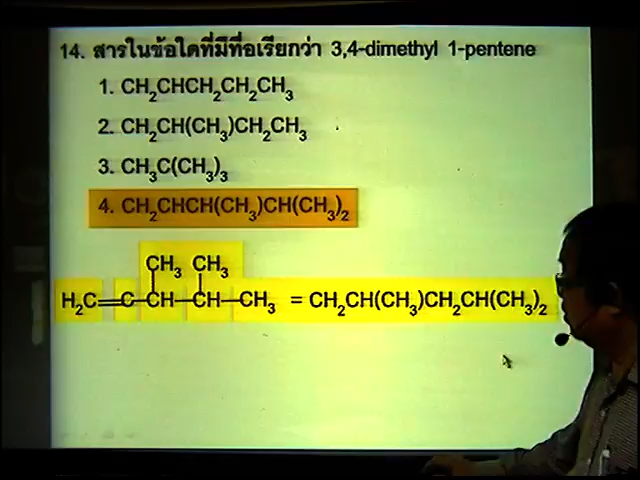 14. สารในข้อใดที่มีที่อเรียกว่า 3,4-dimethyl 1-pentene
1. CH₂CHCH₂CH₂CH₃
2. CH₂CH(CH₃)CH₂CH₃
3. CH₃C(CH₃)₃
4. CH₂CHCH(CH₃)CH(CH₃)₂
CH₃ CH₃
H₂C=C-CH-CH-CH₃ = CH₂CH(CH₃)CH₂CH(CH₃)₂